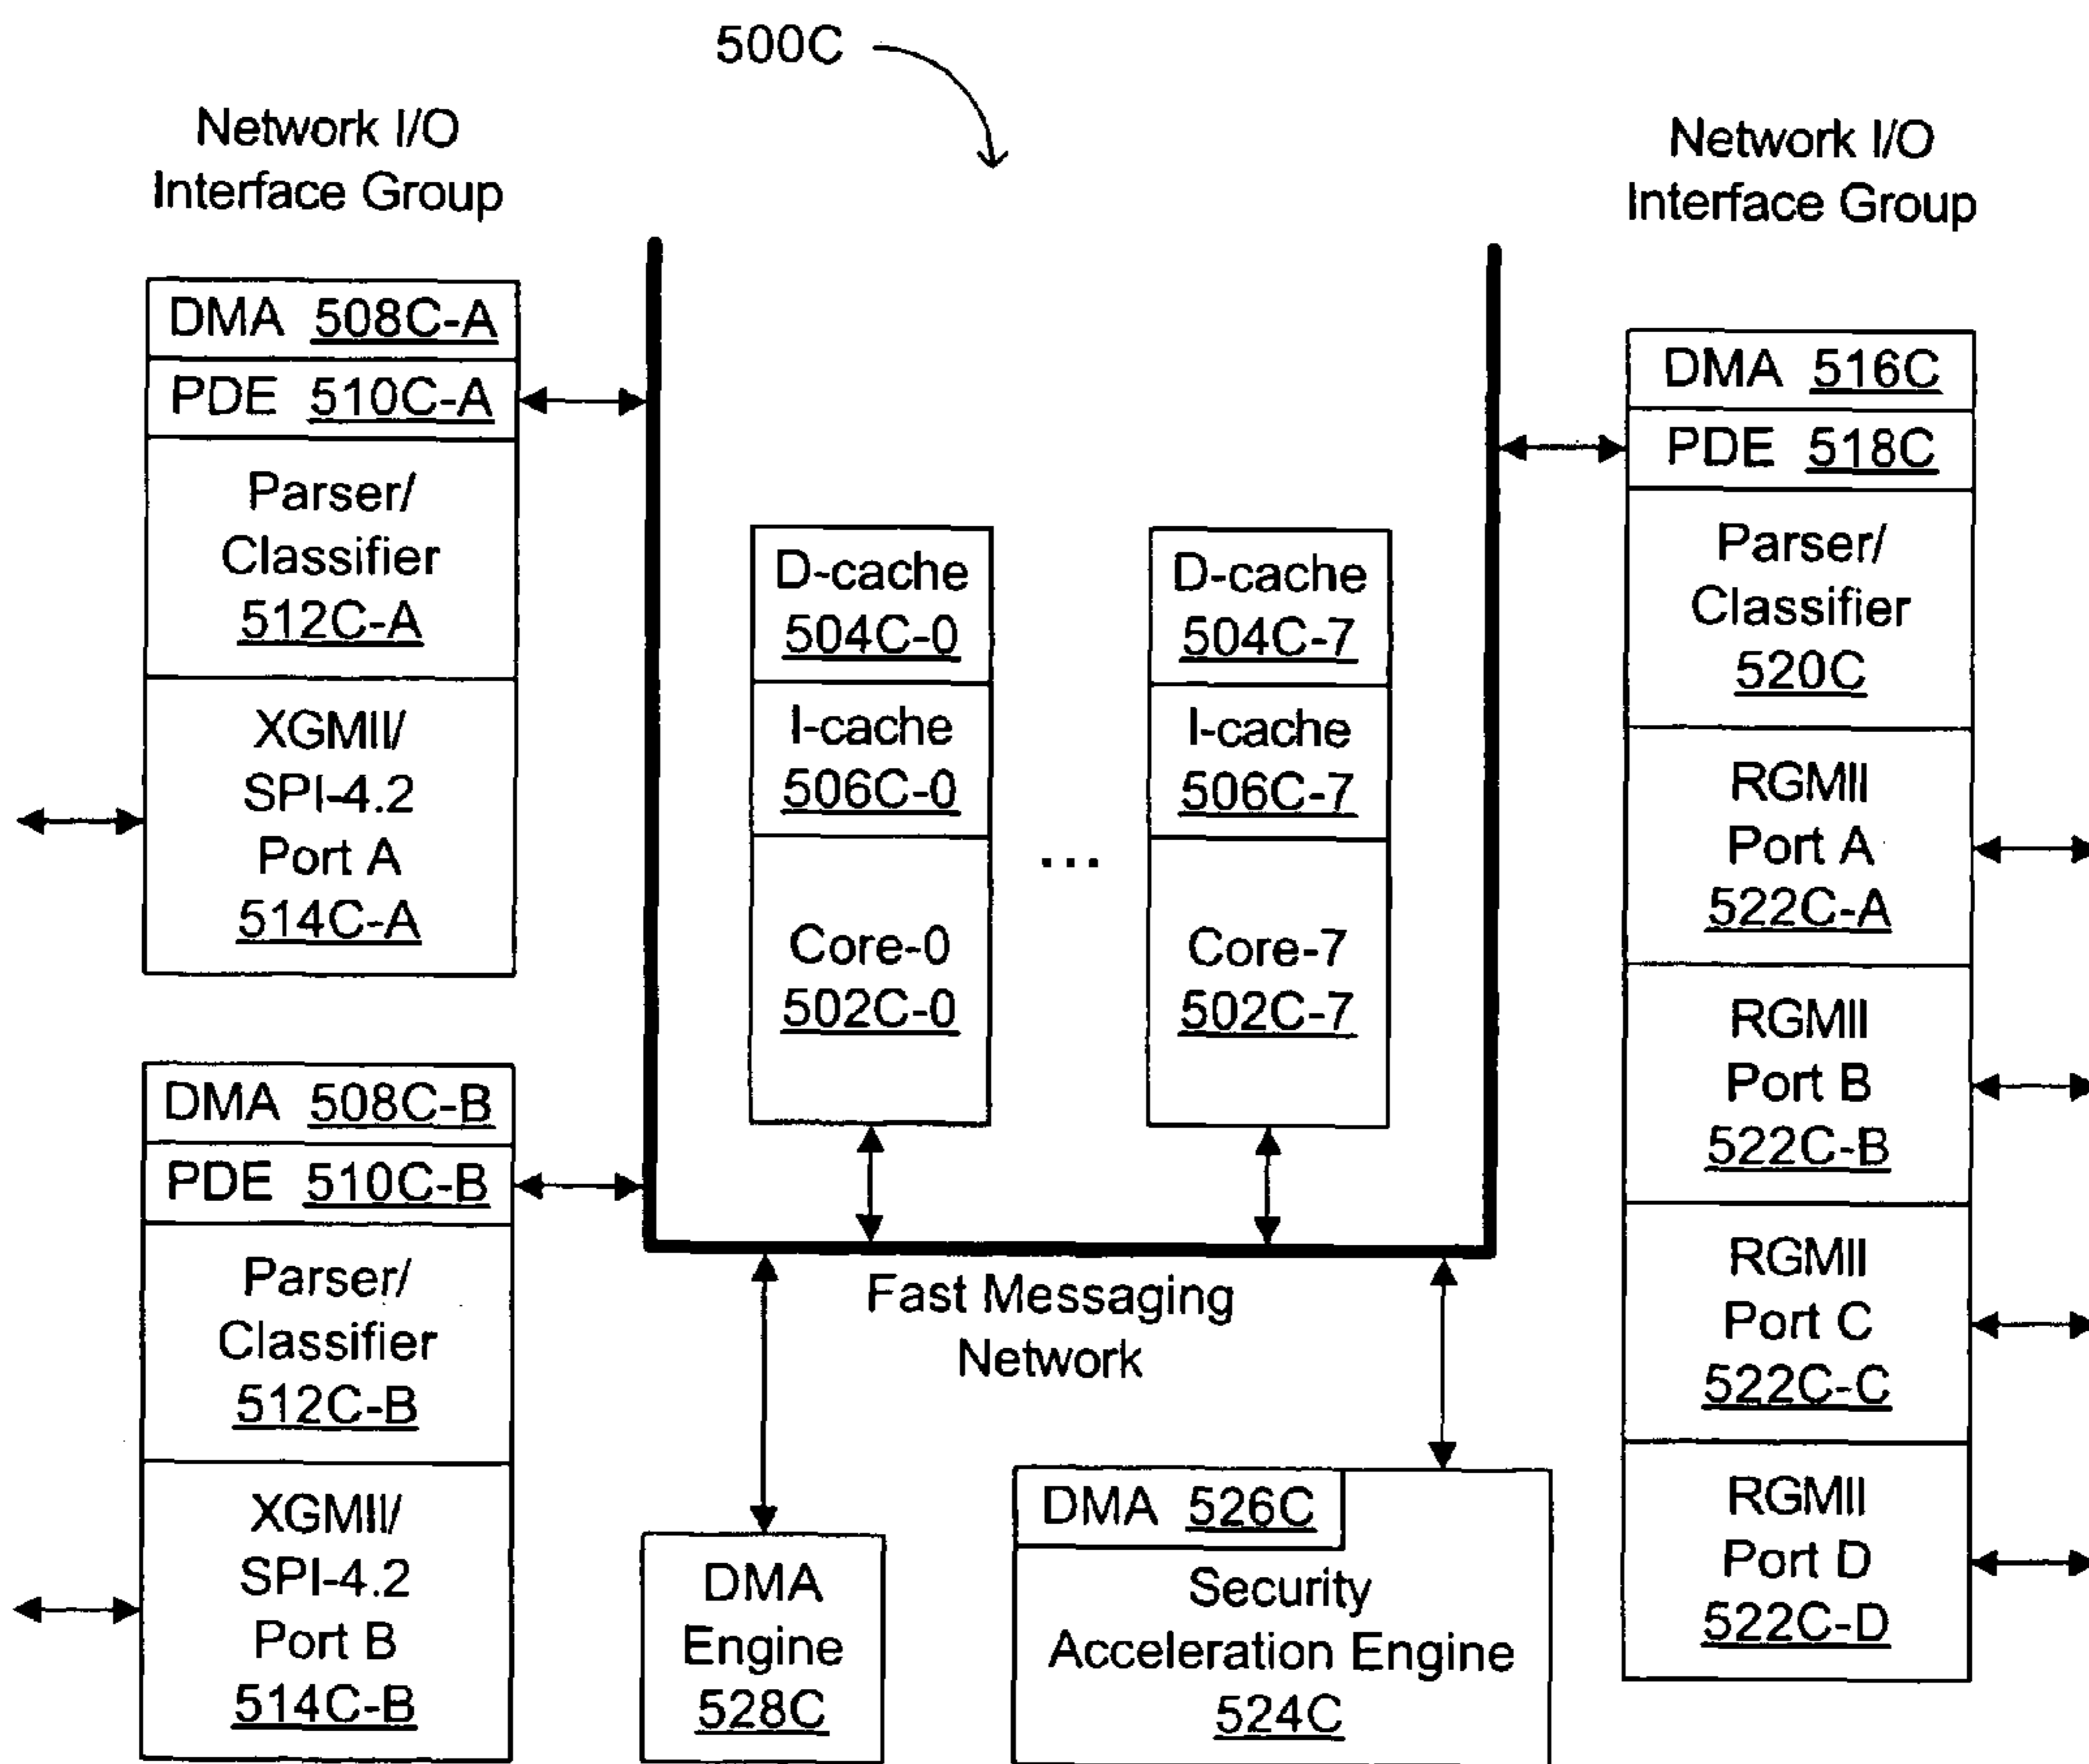 500C
Network I/O
Interface Group
DMA 508C-A
PDE 510C-A
Parser/
Classifier
512C-A
XGMII/
SPI-4.2
Port A
514C-A
DMA 508C-B
PDE 510C-B
Parser/
Classifier
512C-B
XGMII/
SPI-4.2
Port B
514C-B
D-cache
504C-0
I-cache
506C-0
Core-0
502C-0
...
D-cache
504C-7
I-cache
506C-7
Core-7
502C-7
Fast Messaging
Network
DMA
Engine
528C
DMA 526C
Security
Acceleration Engine
524C
Network I/O
Interface Group
DMA 516C
PDE 518C
Parser/
Classifier
520C
RGMII
Port A
522C-A
RGMII
Port B
522C-B
RGMII
Port C
522C-C
RGMII
Port D
522C-D